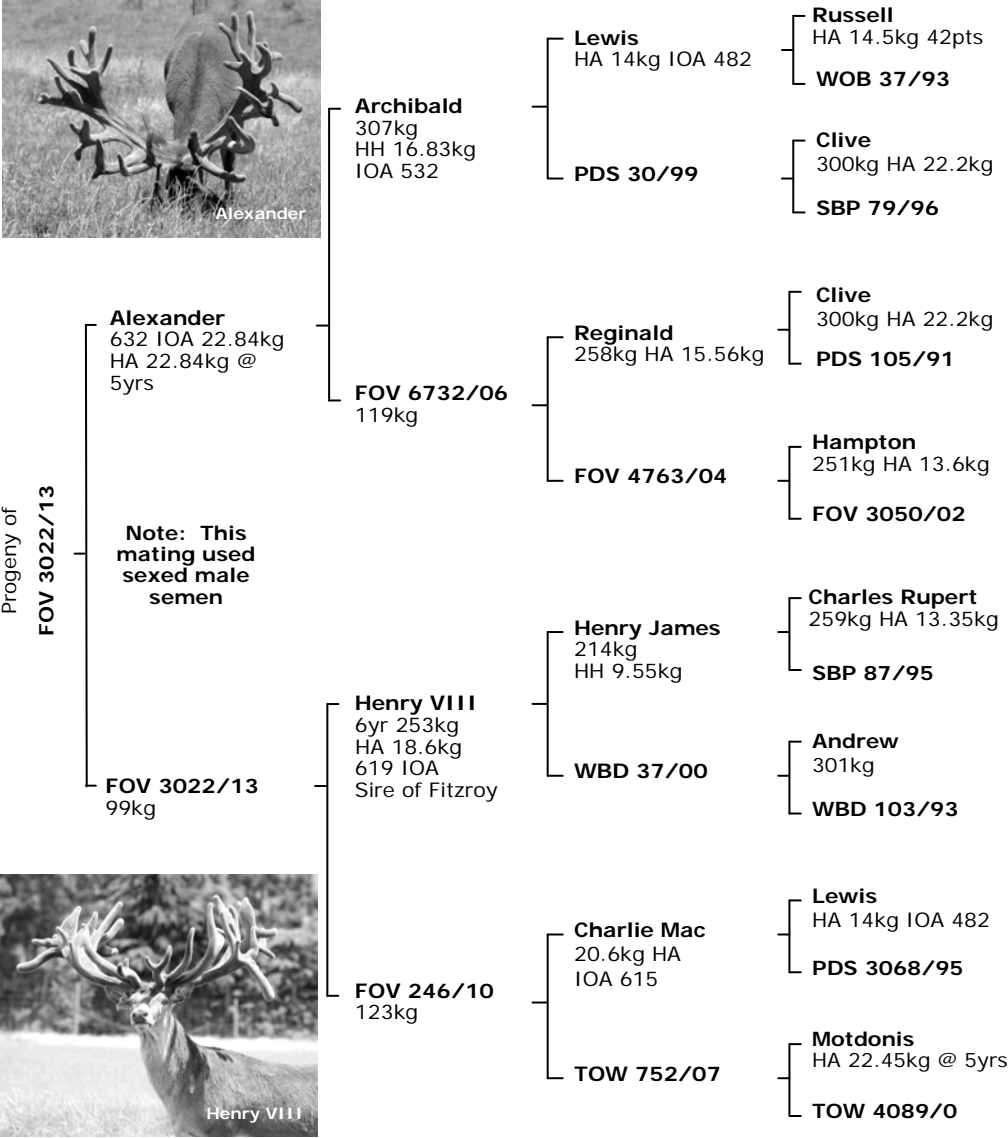 Alexander
Progeny of
FOV 3022/13
Alexander
632 IOA 22.84kg
HA 22.84kg @
5yrs
Note: This
mating used
sexed male
semen
FOV 3022/13
99kg
Archibald
307kg
HH 16.83kg
IOA 532
FOV 6732/06
119kg
Henry VIII
6yr 253kg
HA 18.6kg
619 IOA
Sire of Fitzroy
FOV 246/10
123kg
Lewis
HA 14kg IOA 482
PDS 30/99
Reginald
258kg HA 15.56kg
FOV 4763/04
Henry James
214kg
HH 9.55kg
WBD 37/00
Charlie Mac
20.6kg HA
IOA 615
TOW 752/07
Russell
HA 14.5kg 42pts
WOB 37/93
Clive
300kg HA 22.2kg
SBP 79/96
Clive
300kg HA 22.2kg
PDS 105/91
Hampton
251kg HA 13.6kg
FOV 3050/02
Charles Rupert
259kg HA 13.35kg
SBP 87/95
Andrew
301kg
WBD 103/93
Lewis
HA 14kg IOA 482
PDS 3068/95
Motdonis
HA 22.45kg @ 5yrs
TOW 4089/0
Henry VIII